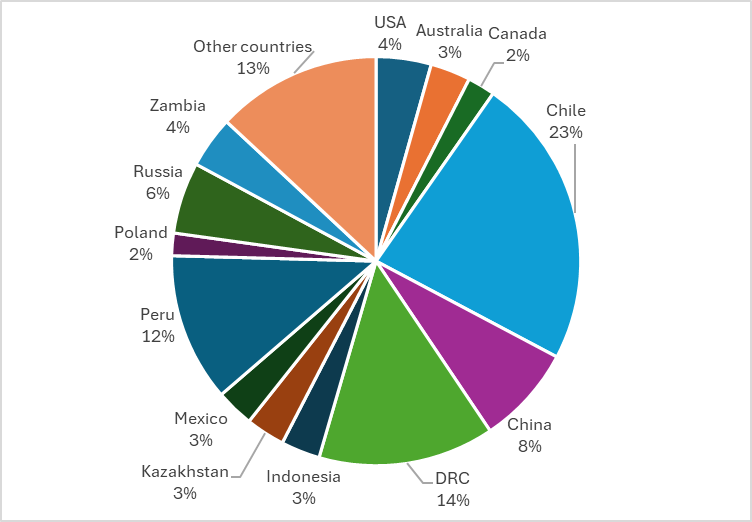 USA
4%
Australia
3%
Canada
2%
Chile
23%
China
8%
DRC
14%
Indonesia
3%
Kazakhstan
3%
Mexico
3%
Peru
12%
Poland
2%
Russia
6%
Zambia
4%
Other countries
13%